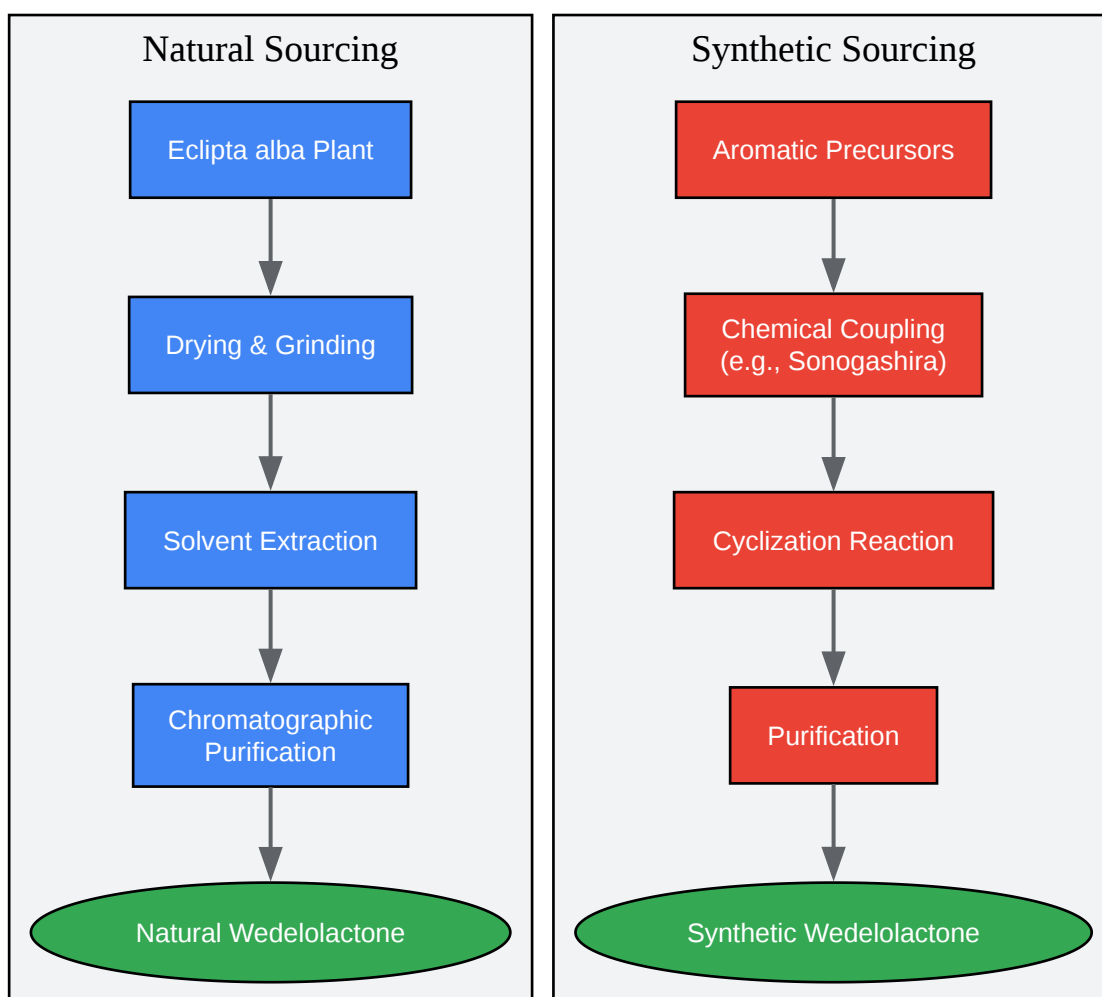 Natural Sourcing
Eclipta alba Plant
Drying & Grinding
Solvent Extraction
Chromatographic
Purification
Natural Wedelolactone
Synthetic Sourcing
Aromatic Precursors
Chemical Coupling
(e.g., Sonogashira)
Cyclization Reaction
Purification
Synthetic Wedelolactone